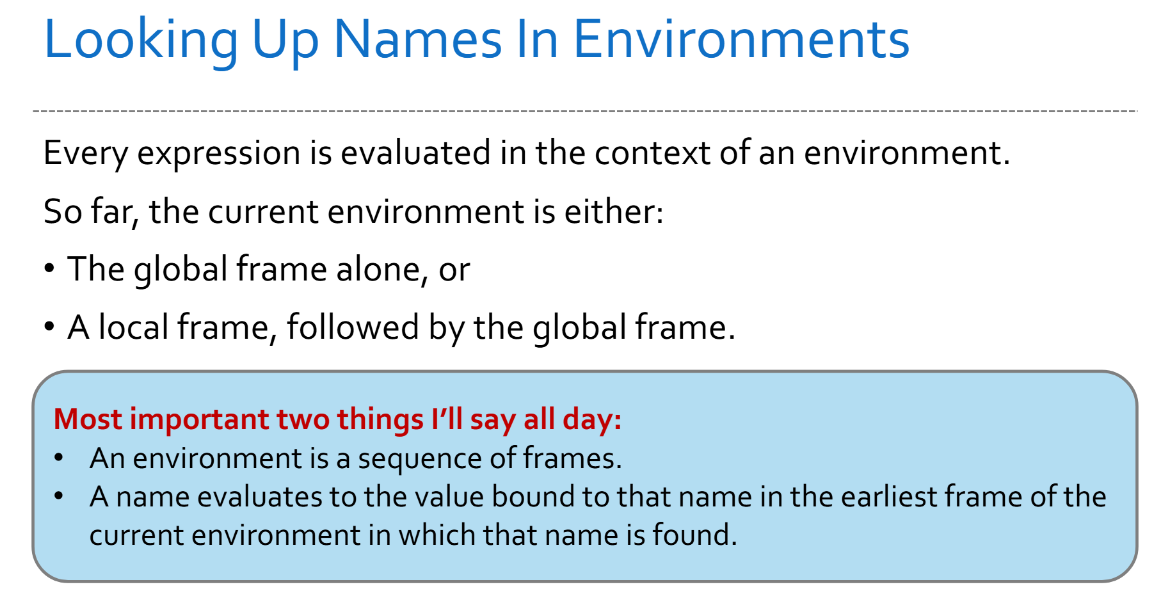 Looking Up Names In Environments
Every expression is evaluated in the context of an environment.
So far, the current environment is either:
• The global frame alone, or
• A local frame, followed by the global frame.
Most important two things I’ll say all day:
• An environment is a sequence of frames.
• A name evaluates to the value bound to that name in the earliest frame of the
current environment in which that name is found.